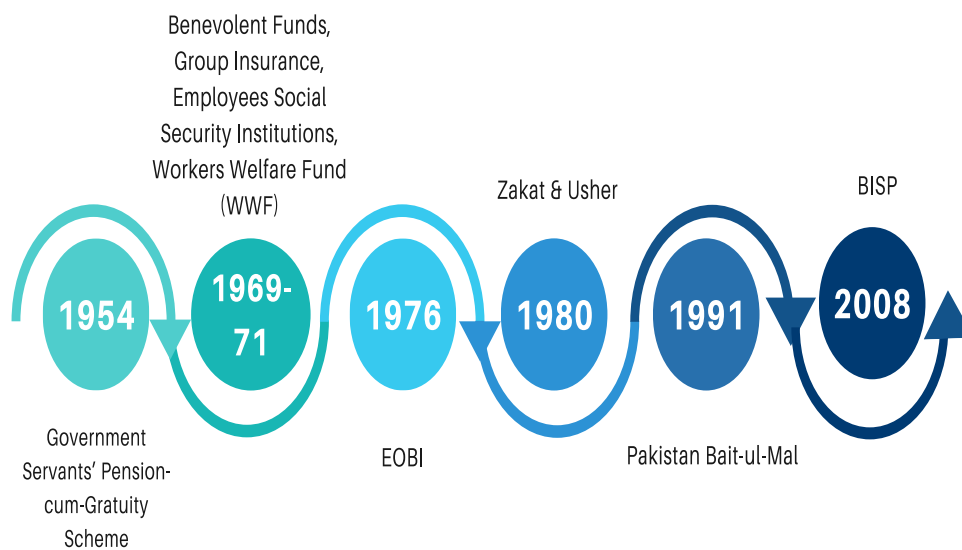 Benevolent Funds,
Group Insurance,
Employees Social
Security Institutions,
Workers Welfare Fund
(WWF)
Zakat & Usher
BISP
1954
1969-
71
1976
1980
1991
2008
Government
Servants’ Pension-
cum-Gratuity
Scheme
EOBI
Pakistan Bait-ul-Mal